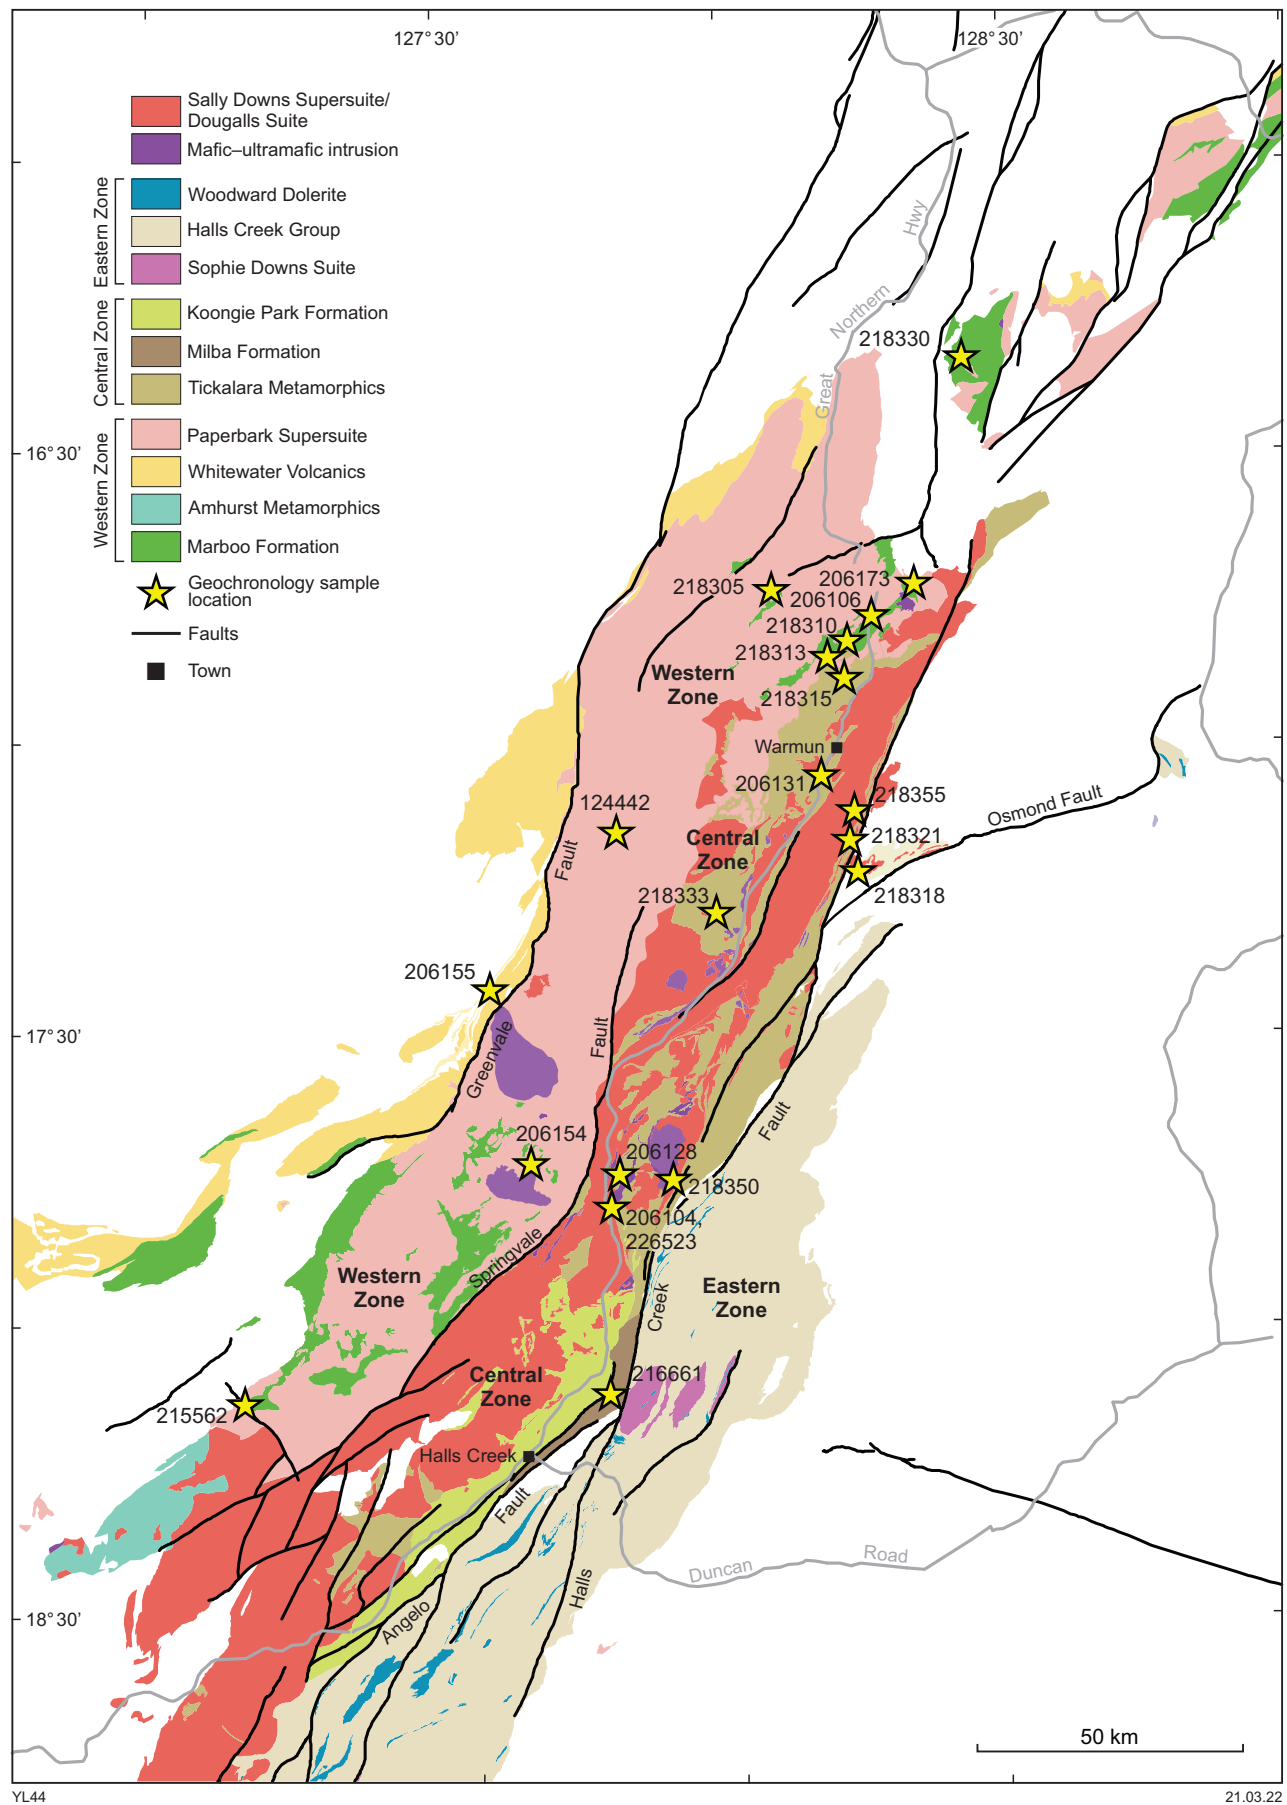 127°30’
128°30’
Sally Downs Supersuite/
Dougalls Suite
Mafic–ultramafic intrusion
Eastern Zone
Woodward Dolerite
Halls Creek Group
Sophie Downs Suite
Central Zone
Koongie Park Formation
Milba Formation
Tickalara Metamorphics
Western Zone
Paperbark Supersuite
Whitewater Volcanics
Amhurst Metamorphics
Marboo Formation
Geochronology sample
location
Faults
Town
Hwy
Northern
Great
218330
16°30’
218305
206173
206106
218310
218313
218315
Western
Zone
Warmun
206131
218355
124442
218321
Osmond Fault
Central
Zone
Fault
218333
218318
206155
17°30’
Greenvale
Fault
Fault
206154
206128
218350
206104,
226523
Springvale
Western
Zone
Eastern
Zone
Creek
Central
Zone
216661
215562
Halls Creek
Fault
Duncan
Road
Halls
Angelo
18°30’
50 km
YL44
21.03.22